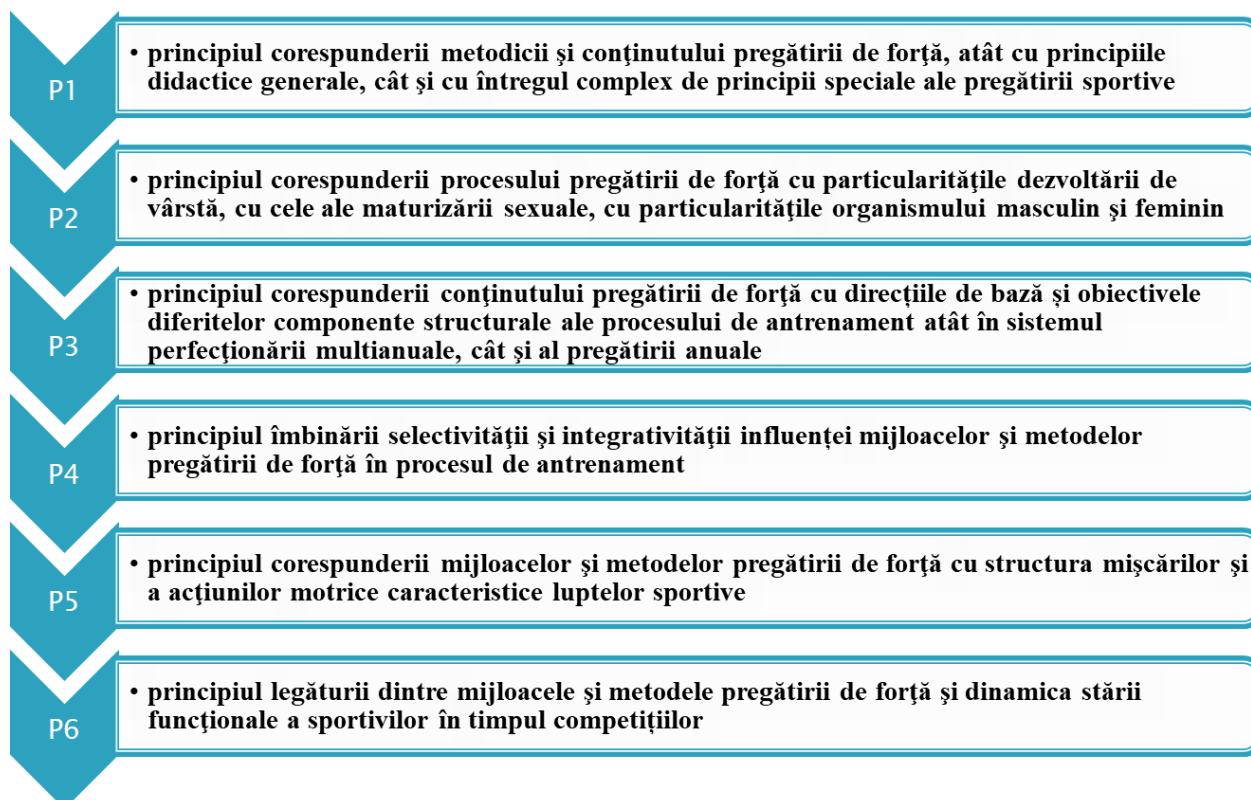 P1
• principiul corespunderii metodicii şi conţinutului pregătirii de forţă, atât cu principiile
didactice generale, cât şi cu întregul complex de principii speciale ale pregătirii sportive
P2
• principiul corespunderii procesului pregătirii de forţă cu particularităţile dezvoltării de
vârstă, cu cele ale maturizării sexuale, cu particularităţile organismului masculin şi feminin
P3
• principiul corespunderii conţinutului pregătirii de forţă cu direcțiile de bază și obiectivele
diferitelor componente structurale ale procesului de antrenament atât în sistemul
perfecţionării multianuale, cât şi al pregătirii anuale
P4
• principiul îmbinării selectivităţii şi integrativităţii influenței mijloacelor şi metodelor
pregătirii de forţă în procesul de antrenament
P5
• principiul corespunderii mijloacelor şi metodelor pregătirii de forţă cu structura mişcărilor şi
a acţiunilor motrice caracteristice luptelor sportive
P6
• principiul legăturii dintre mijloacele şi metodele pregătirii de forţă şi dinamica stării
funcţionale a sportivilor în timpul competițiilor